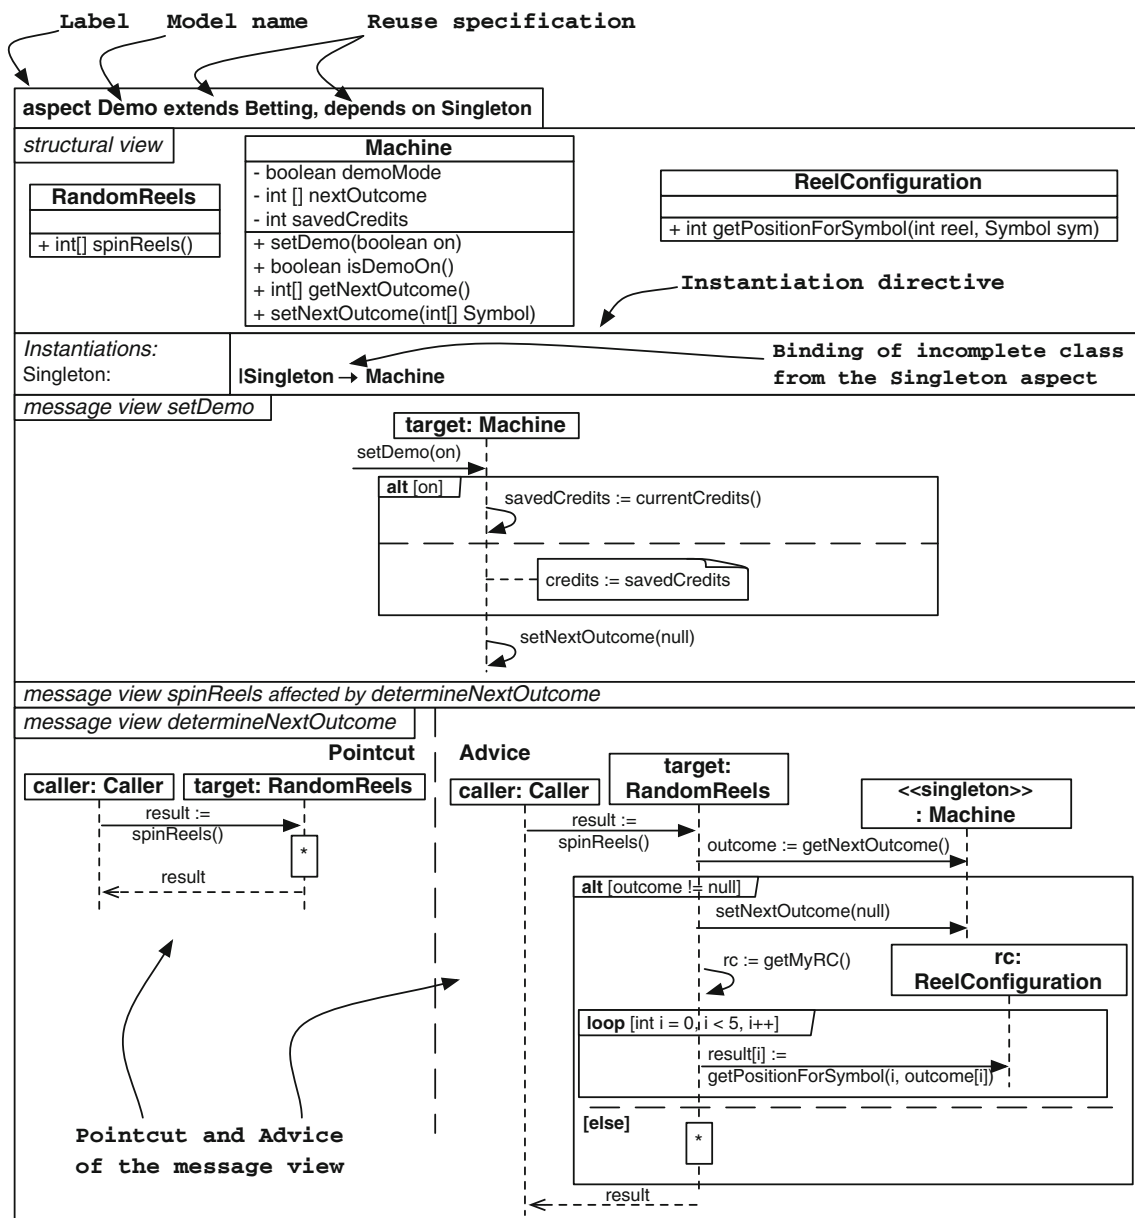 Label
Model name
Reuse specification
aspect Demo extends Betting, depends on Singleton
structural view
RandomReels
+ int[] spinReels()
Machine
- boolean demoMode
- int [] nextOutcome
- int savedCredits
+ setDemo(boolean on)
+ boolean isDemoOn()
+ int[] getNextOutcome()
+ setNextOutcome(int[] Symbol)
ReelConfiguration
+ int getPositionForSymbol(int reel, Symbol sym)
Instantiation directive
Instantiations:
Singleton:
|Singleton → Machine
Binding of incomplete class
from the Singleton aspect
message view setDemo
target: Machine
setDemo(on)
alt [on]
savedCredits := currentCredits()
credits := savedCredits
setNextOutcome(null)
message view spinReels affected by determineNextOutcome
message view determineNextOutcome
Pointcut
caller: Caller
target: RandomReels
result :=
spinReels()
*
result
Advice
caller: Caller
target:
RandomReels
<<singleton>>
: Machine
result :=
spinReels()
outcome := getNextOutcome()
alt [outcome != null]
setNextOutcome(null)
rc := getMyRC()
rc:
ReelConfiguration
loop [int i = 0, i < 5, i++]
result[i] :=
getPositionForSymbol(i, outcome[i])
[else]
*
result
Pointcut and Advice
of the message view